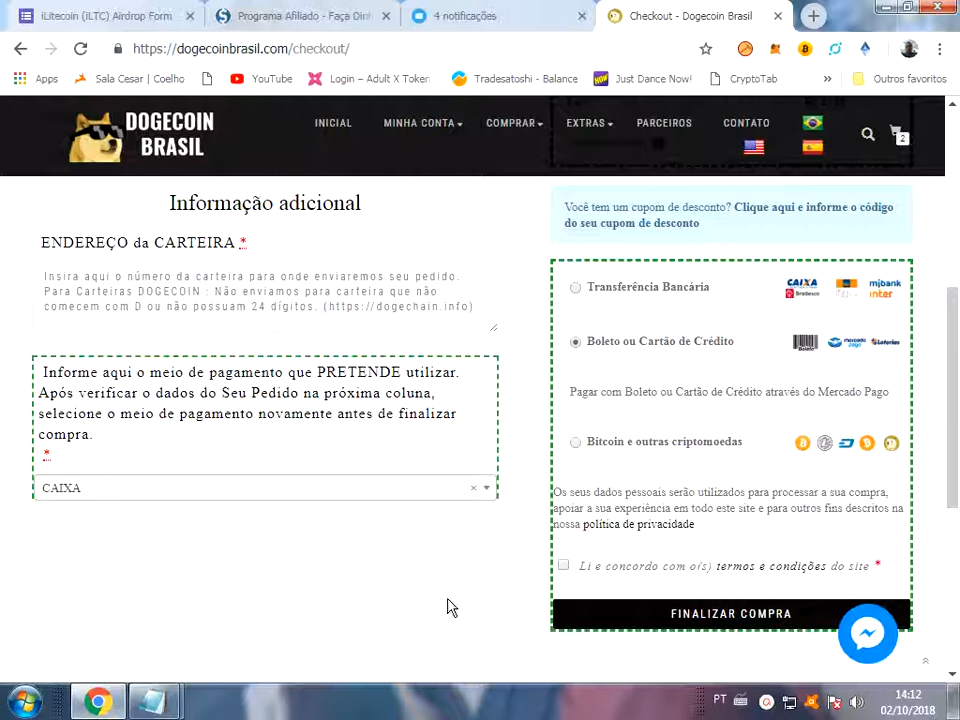 iLitecoin (ILTC) Airdrop Form
Programa Afiliado - Faça Din
4 notificações
Checkout - Dogecoin Brasil
https://dogecoinbrasil.com/checkout/
Apps
Sala Cesar | Coelho
YouTube
Login – Adult X Token
Tradesatoshi - Balance
Just Dance Now!
CryptoTab
»
Outros favoritos
DOGECOIN
BRASIL
INICIAL
MINHA CONTA
COMPRAR
EXTRAS
PARCEIROS
CONTATO
2
Informação adicional
ENDEREÇO da CARTEIRA *
Insira aqui o número da carteira para onde enviaremos seu pedido.
Para Carteiras DOGECOIN : Não enviamos para carteira que não
comecem com D ou não possuam 24 dígitos. (https://dogechain.info)
Informe aqui o meio de pagamento que PRETENDE utilizar.
Após verificar o dados do Seu Pedido na próxima coluna,
selecione o meio de pagamento novamente antes de finalizar
compra.
*
CAIXA ×
Você tem um cupom de desconto? Clique aqui e informe o código
do seu cupom de desconto
Transferência Bancária
CAIXA
Bradesco
inter
Boleto ou Cartão de Crédito
Boleto
mercado
pago
loterias
Pagar com Boleto ou Cartão de Crédito através do Mercado Pago
Bitcoin e outras criptomoedas
Os seus dados pessoais serão utilizados para processar a sua compra,
apoiar a sua experiência em todo este site e para outros fins descritos na
nossa política de privacidade
Li e concordo com o(s) termos e condições do site *
FINALIZAR COMPRA
PT
14:12
02/10/2018